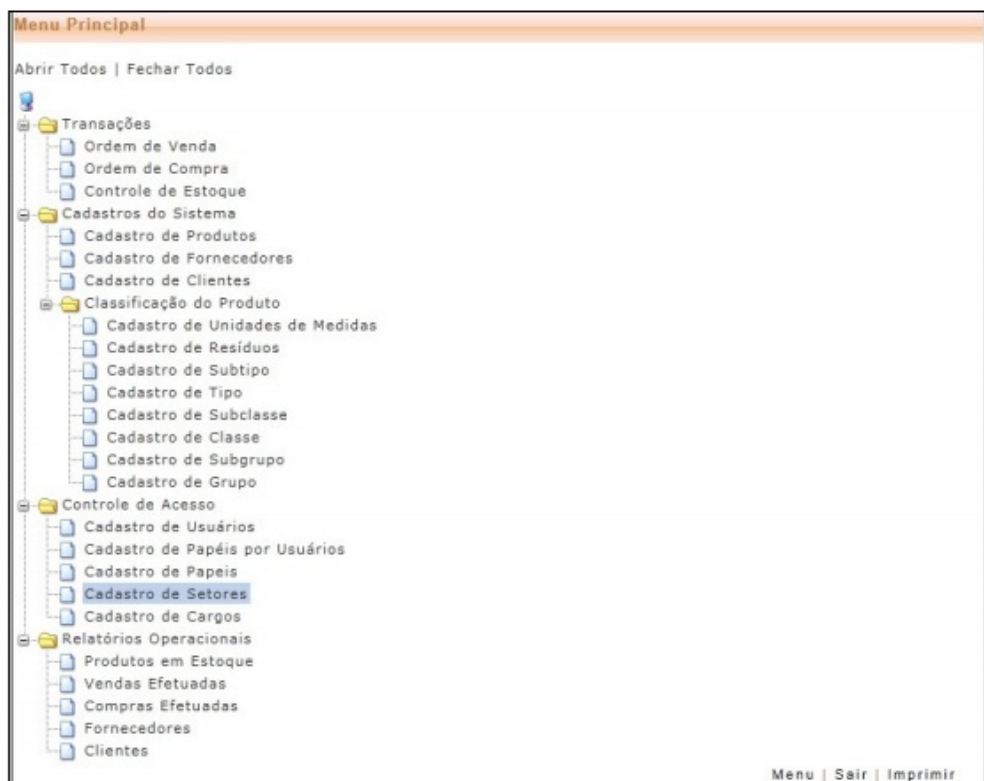 Menu Principal
Abrir Todos | Fechar Todos
Transações
Ordem de Venda
Ordem de Compra
Controle de Estoque
Cadastros do Sistema
Cadastro de Produtos
Cadastro de Fornecedores
Cadastro de Clientes
Classificação do Produto
Cadastro de Unidades de Medidas
Cadastro de Resíduos
Cadastro de Subtipo
Cadastro de Tipo
Cadastro de Subclasse
Cadastro de Classe
Cadastro de Subgrupo
Cadastro de Grupo
Controle de Acesso
Cadastro de Usuários
Cadastro de Papéis por Usuários
Cadastro de Papeis
Cadastro de Setores
Cadastro de Cargos
Relatórios Operacionais
Produtos em Estoque
Vendas Efetuadas
Compras Efetuadas
Fornecedores
Clientes
Menu | Sair | Imprimir